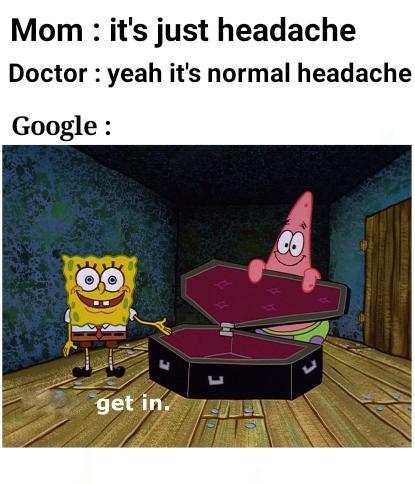 Mom : it's just headache
Doctor : yeah it's normal headache
Google :
get in.